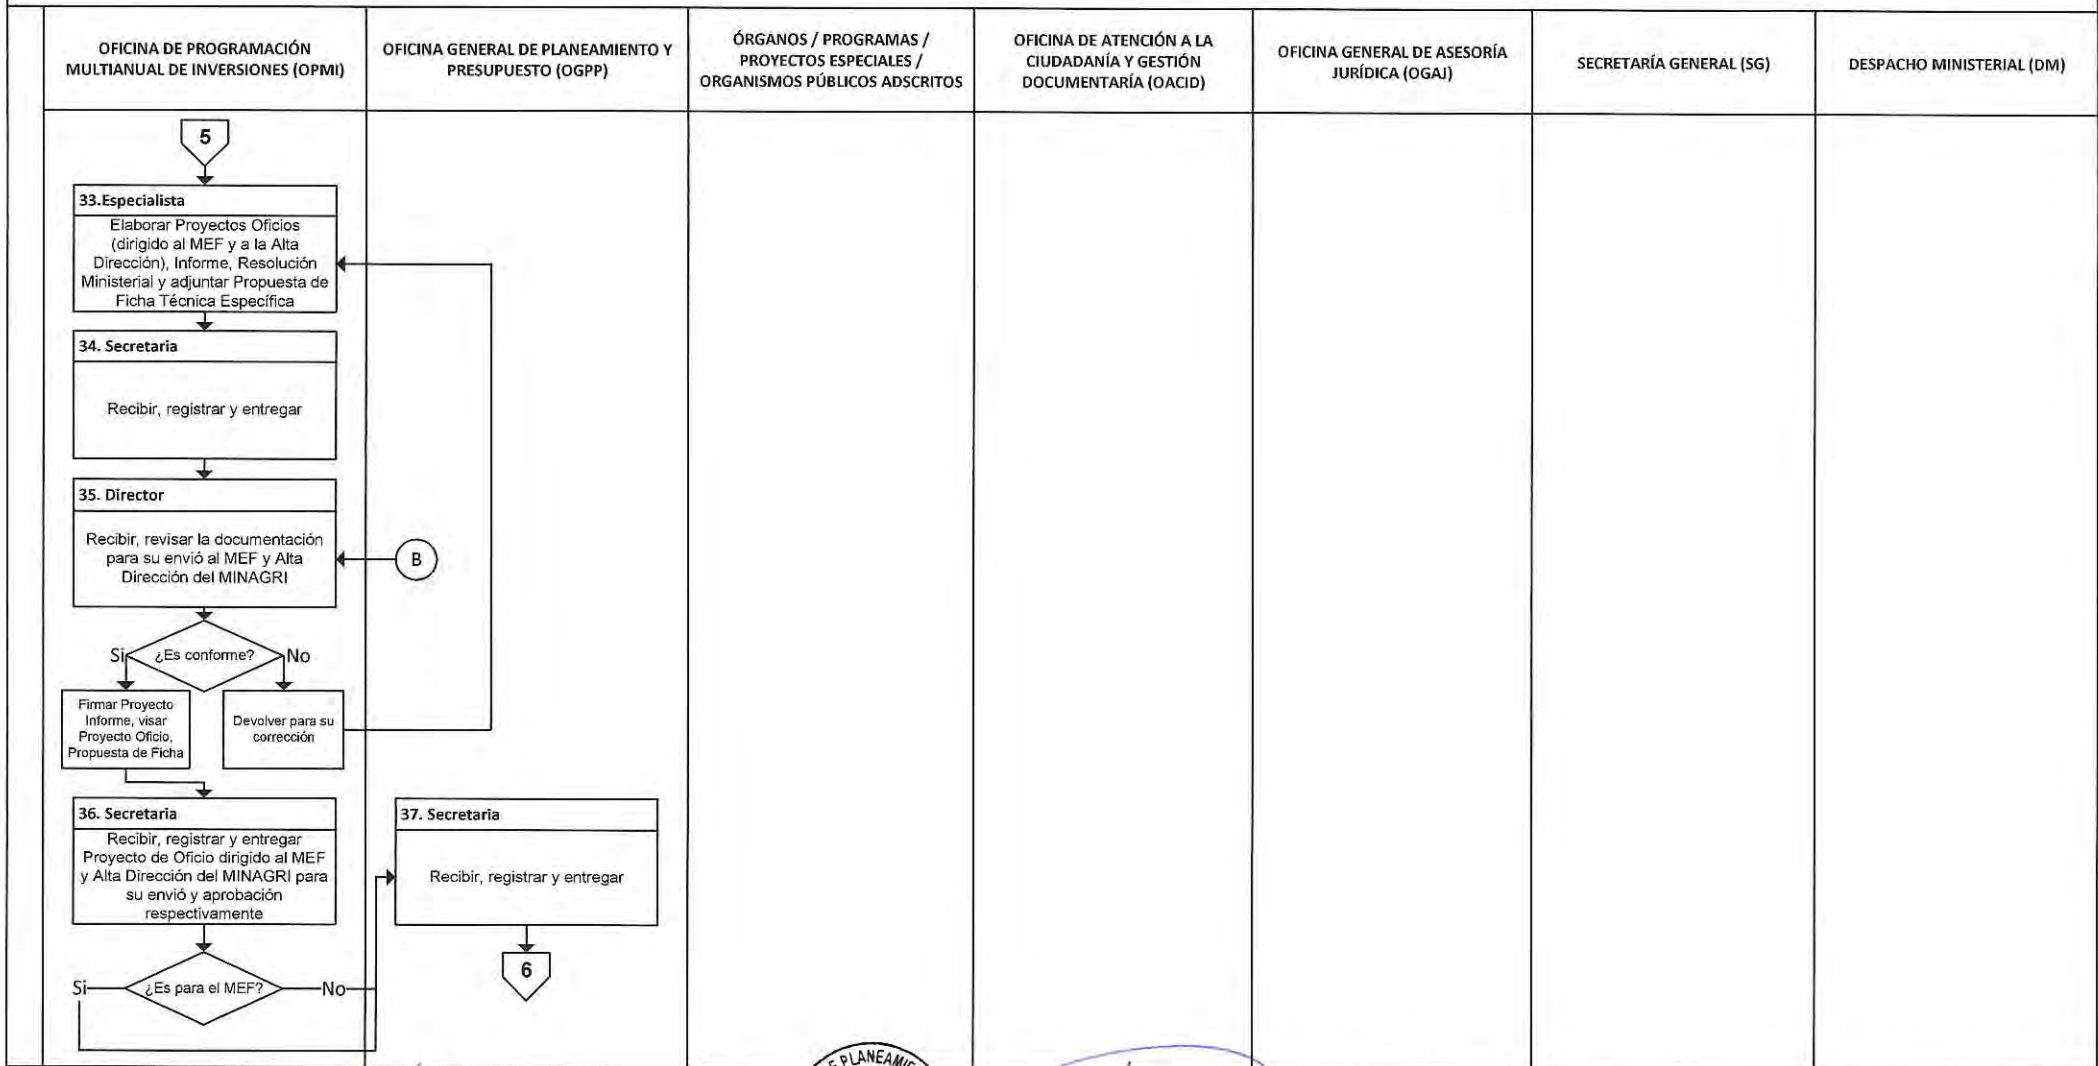 OFICINA DE PROGRAMACIÓN
MULTIANUAL DE INVERSIONES (OPMI)
OFICINA GENERAL DE PLANEAMIENTO Y
PRESUPUESTO (OGPP)
ÓRGANOS / PROGRAMAS /
PROYECTOS ESPECIALES /
ORGANISMOS PÚBLICOS ADSCRITOS
OFICINA DE ATENCIÓN A LA
CIUDADANÍA Y GESTIÓN
DOCUMENTARÍA (OACID)
OFICINA GENERAL DE ASESORÍA
JURÍDICA (OGAJ)
SECRETARÍA GENERAL (SG)
DESPACHO MINISTERIAL (DM)
5
33.Especialista
Elaborar Proyectos Oficios
(dirigido al MEF y a la Alta
Dirección), Informe, Resolución
Ministerial y adjuntar Propuesta de
Ficha Técnica Específica
34. Secretaria
Recibir, registrar y entregar
35. Director
Recibir, revisar la documentación
para su envió al MEF y Alta
Dirección del MINAGRI
B
Si
¿Es conforme?
No
Firmar Proyecto
Informe, visar
Proyecto Oficio,
Propuesta de Ficha
Devolver para su
corrección
36. Secretaria
Recibir, registrar y entregar
Proyecto de Oficio dirigido al MEF
y Alta Dirección del MINAGRI para
su envió y aprobación
respectivamente
37. Secretaria
Recibir, registrar y entregar
6
Si
¿Es para el MEF?
No